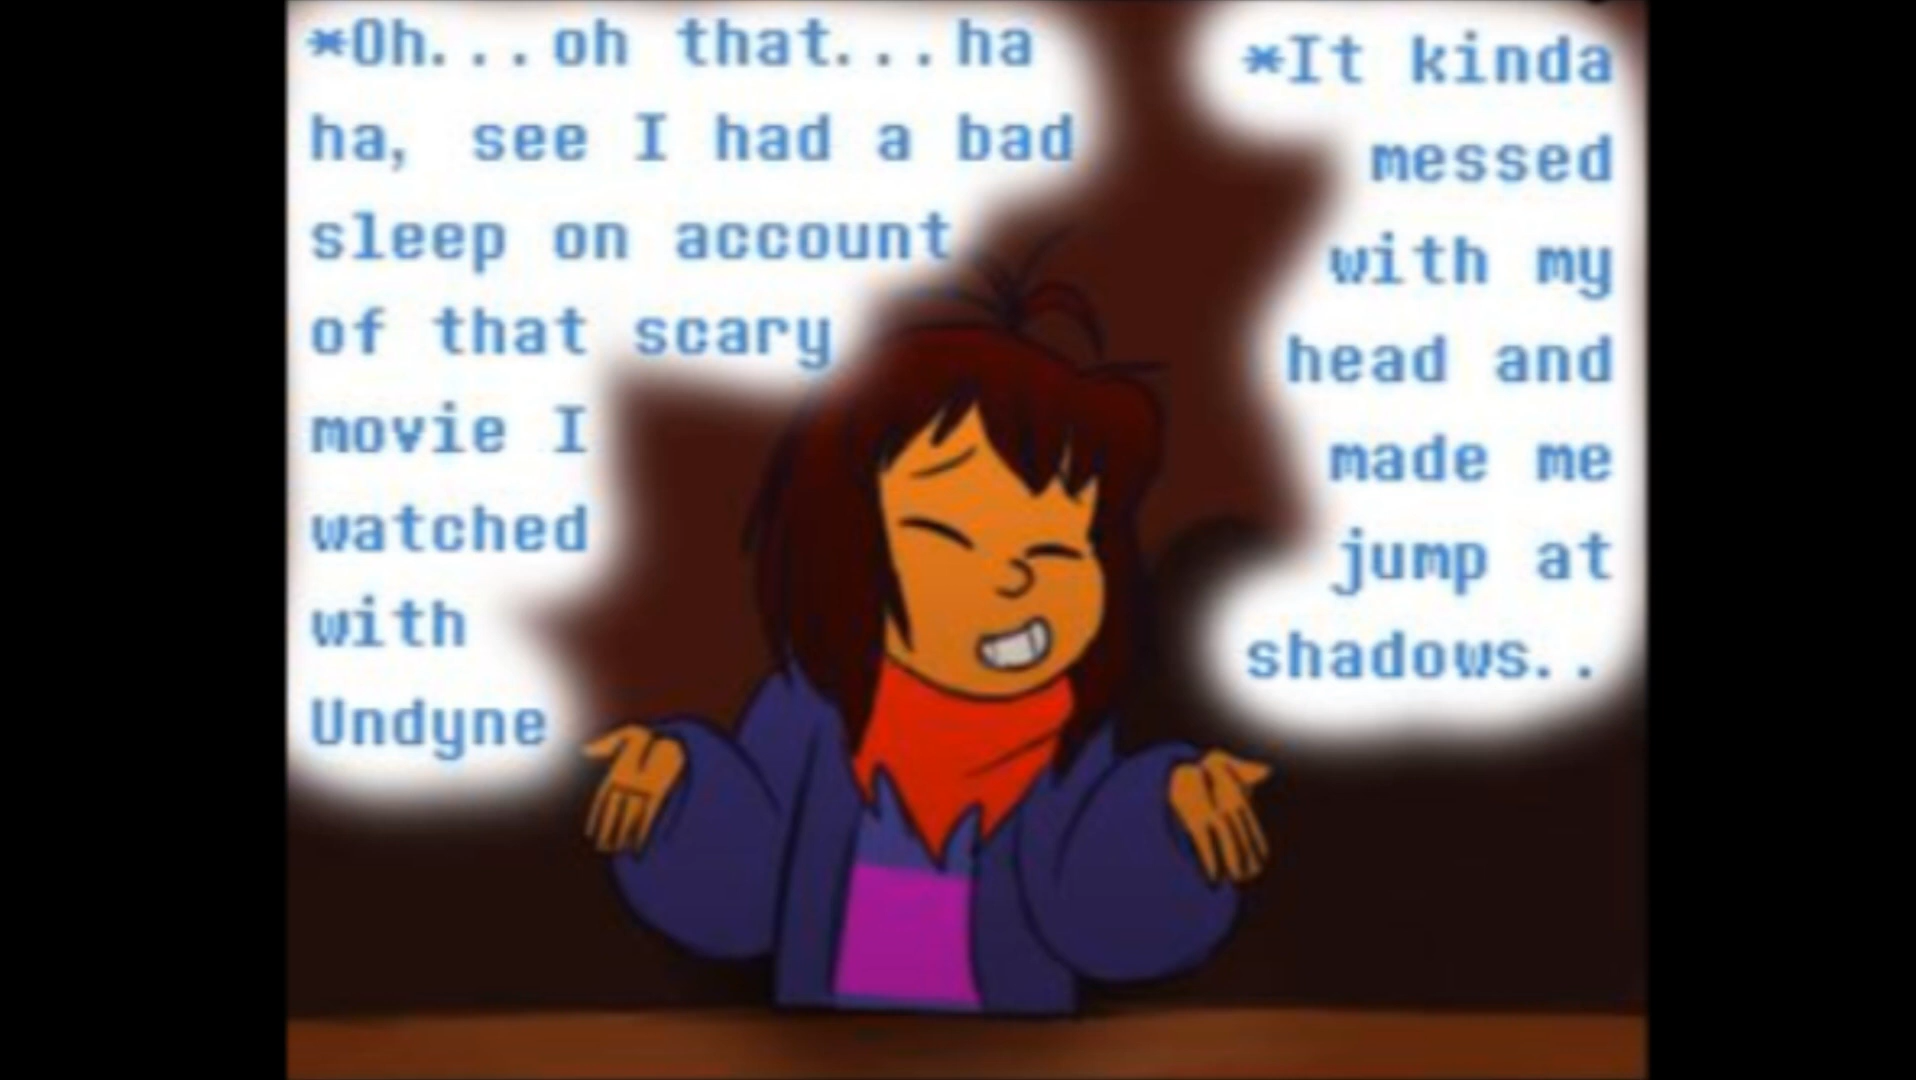 *Oh...oh that...ha
ha, see I had a bad
sleep on account
of that scary
movie I
watched
with
Undyne
*It kinda
messed
with my
head and
made me
jump at
shadows..